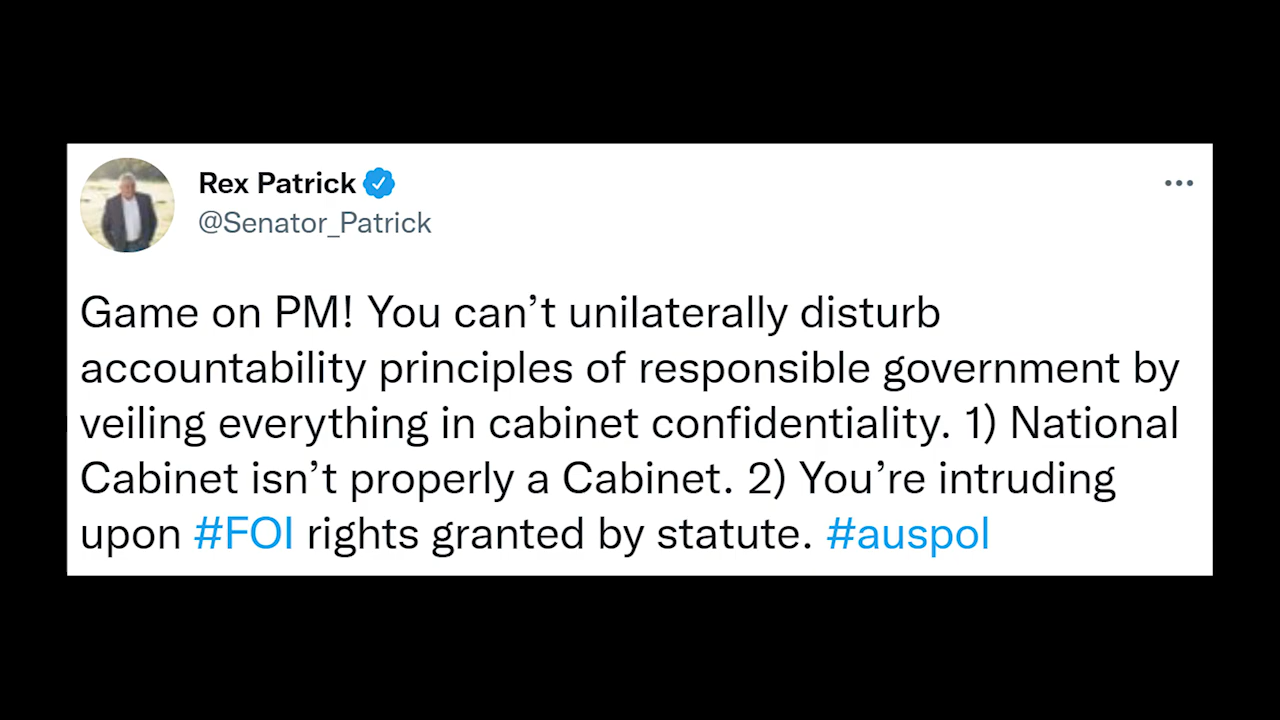 Rex Patrick
@Senator_Patrick
Game on PM! You can’t unilaterally disturb
accountability principles of responsible government by
veiling everything in cabinet confidentiality. 1) National
Cabinet isn’t properly a Cabinet. 2) You’re intruding
upon #FOI rights granted by statute. #auspol